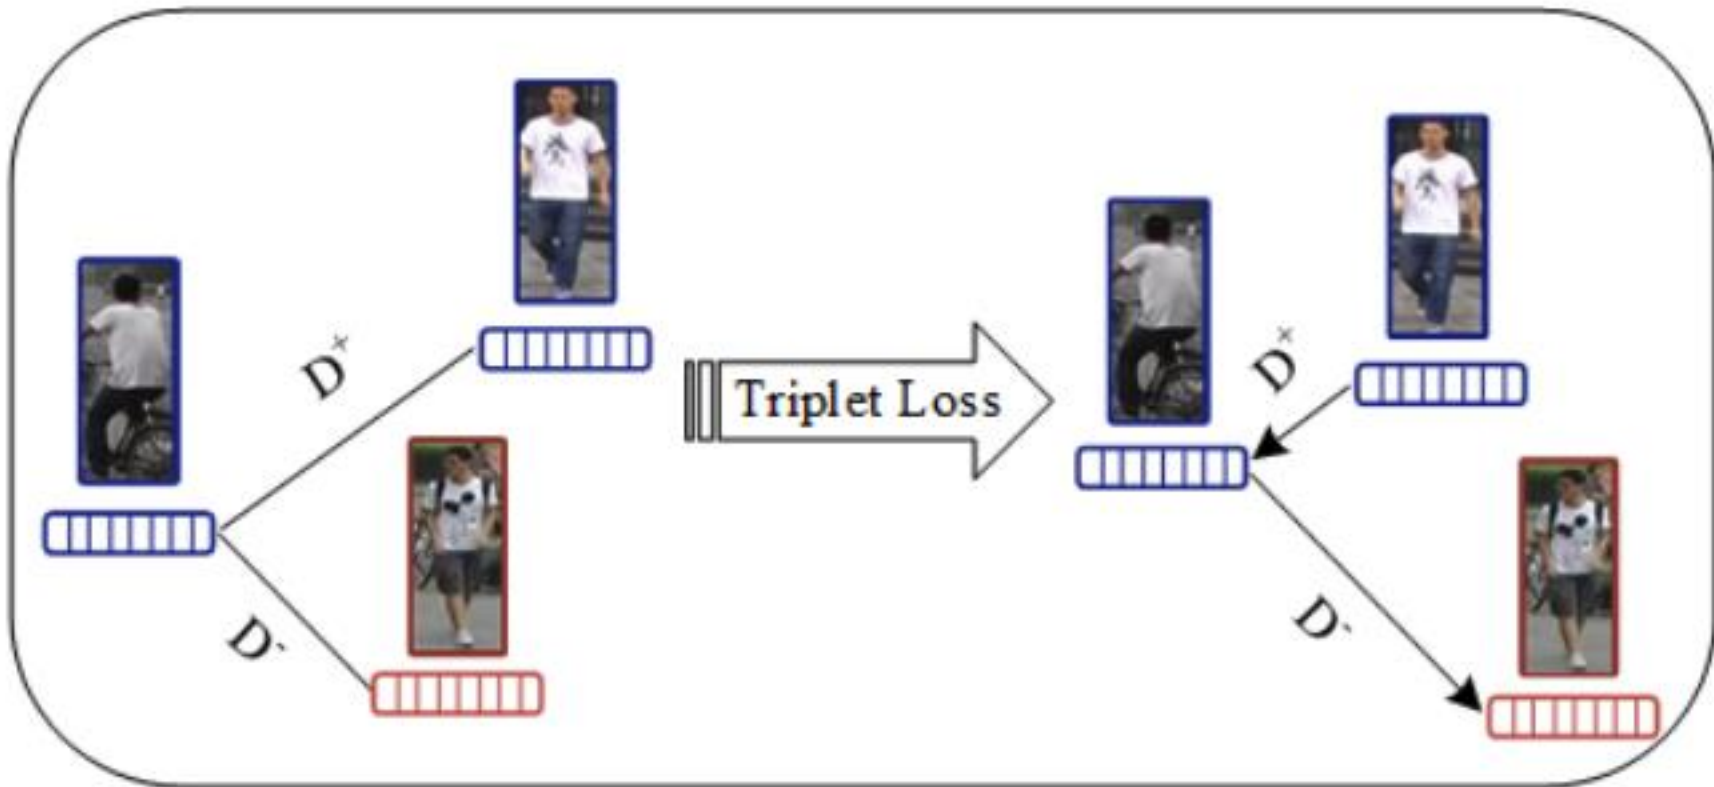 D⁺
D⁻
Triplet Loss
D⁺
D⁻